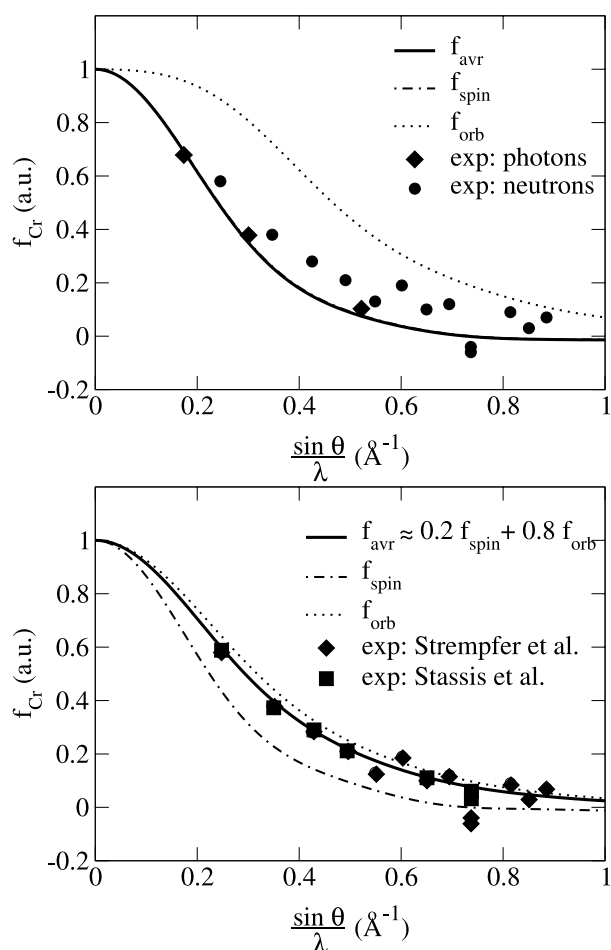 f_avr
f_spin
f_orb
exp: photons
exp: neutrons
1
0.8
0.6
0.4
0.2
0
-0.2
f_Cr (a.u.)
0 0.2 0.4 0.6 0.8 1
sin θ
λ (Å⁻¹)
f_avr ≈ 0.2 f_spin + 0.8 f_orb
f_spin
f_orb
exp: Strempfer et al.
exp: Stassis et al.
1
0.8
0.6
0.4
0.2
0
-0.2
f_Cr (a.u.)
0 0.2 0.4 0.6 0.8 1
sin θ
λ (Å⁻¹)